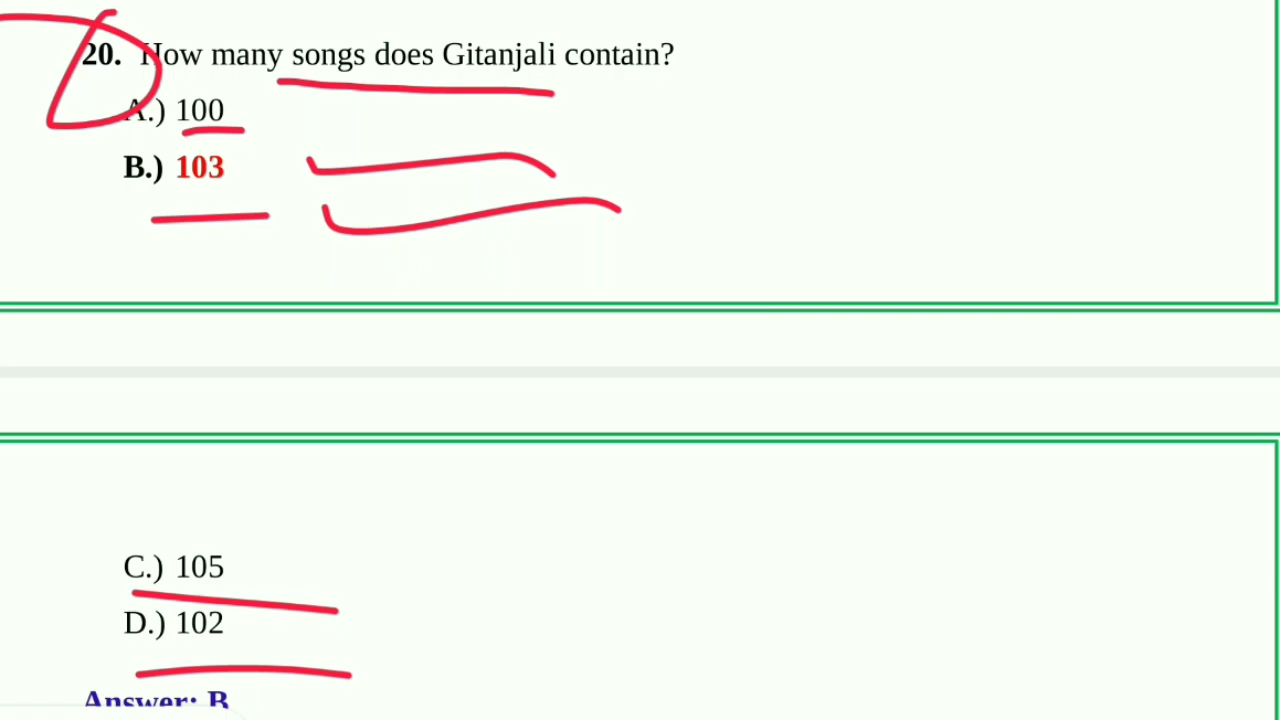 20. How many songs does Gitanjali contain?
A.) 100
B.) 103
C.) 105
D.) 102
Answer: B